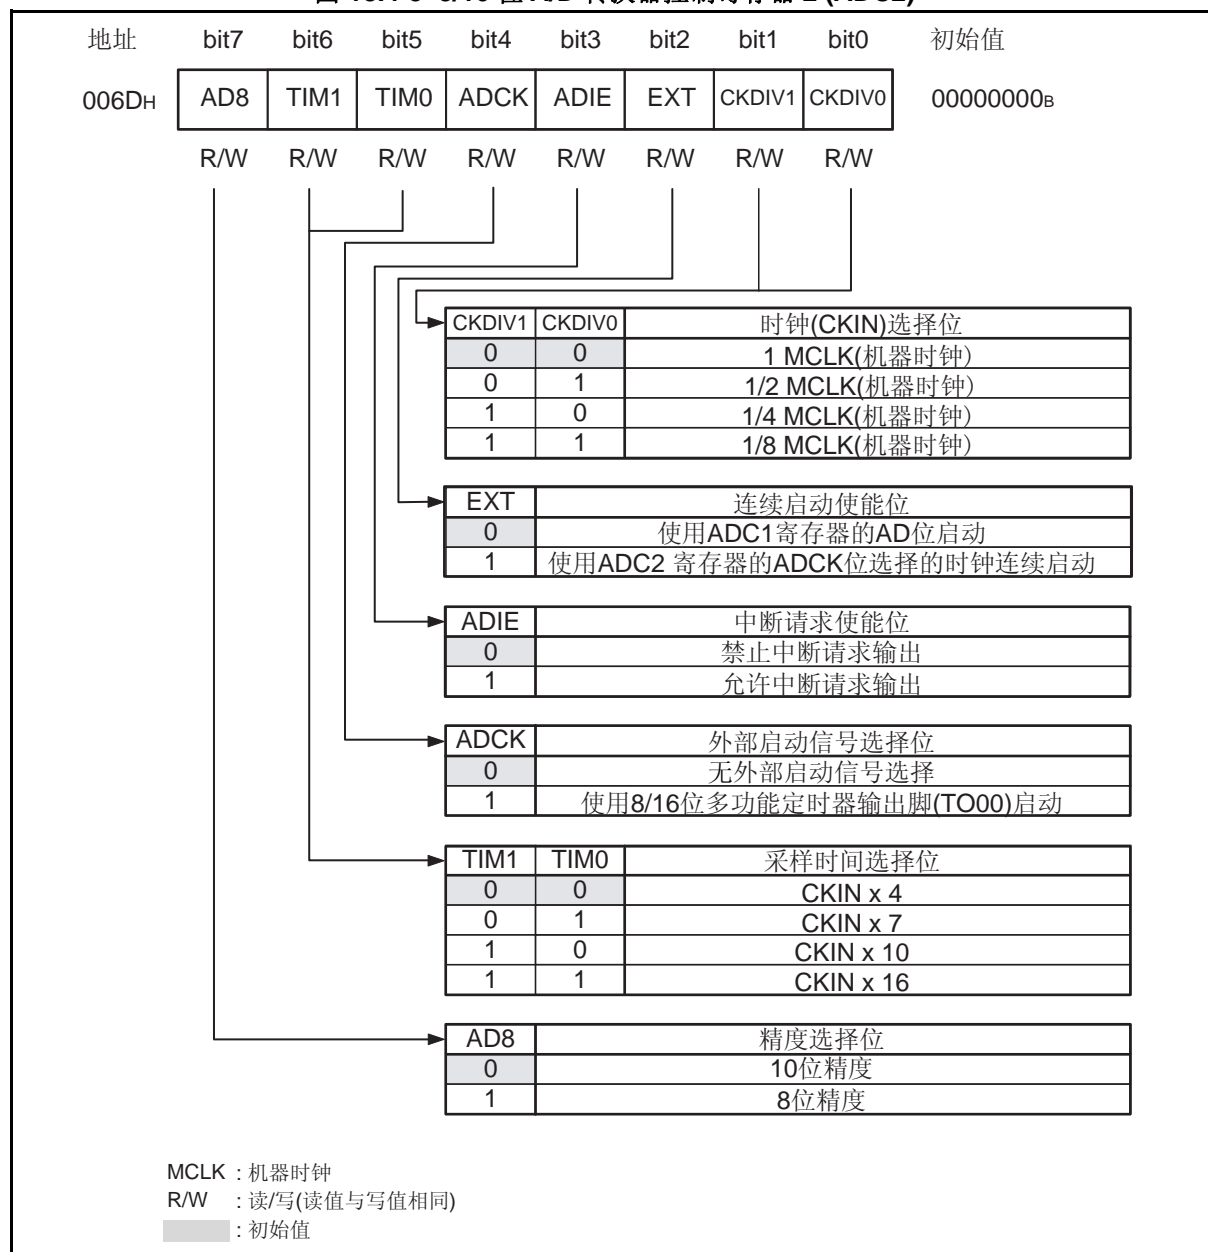 地址 bit7 bit6 bit5 bit4 bit3 bit2 bit1 bit0 初始值
006DH AD8 TIM1 TIM0 ADCK ADIE EXT CKDIV1 CKDIV0 00000000B
R/W R/W R/W R/W R/W R/W R/W R/W
CKDIV1 CKDIV0 时钟(CKIN)选择位
0 0 1 MCLK(机器时钟)
0 1 1/2 MCLK(机器时钟)
1 0 1/4 MCLK(机器时钟)
1 1 1/8 MCLK(机器时钟)
EXT 连续启动使能位
0 使用ADC1寄存器的AD位启动
1 使用ADC2 寄存器的ADCK位选择的时钟连续启动
ADIE 中断请求使能位
0 禁止中断请求输出
1 允许中断请求输出
ADCK 外部启动信号选择位
0 无外部启动信号选择
1 使用8/16位多功能定时器输出脚(TO00)启动
TIM1 TIM0 采样时间选择位
0 0 CKIN x 4
0 1 CKIN x 7
1 0 CKIN x 10
1 1 CKIN x 16
AD8 精度选择位
0 10位精度
1 8位精度
MCLK : 机器时钟
R/W : 读/写(读值与写值相同)
: 初始值